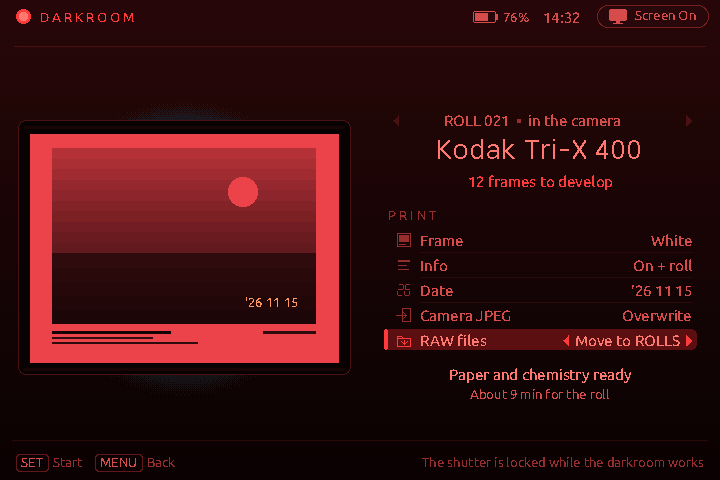 DARKROOM
76% 14:32 Screen On
ROLL 021 • in the camera
Kodak Tri-X 400
12 frames to develop
PRINT
Frame White
Info On + roll
Date '26 11 15
Camera JPEG Overwrite
RAW files Move to ROLLS
'26 11 15
Paper and chemistry ready
About 9 min for the roll
SET Start MENU Back
The shutter is locked while the darkroom works